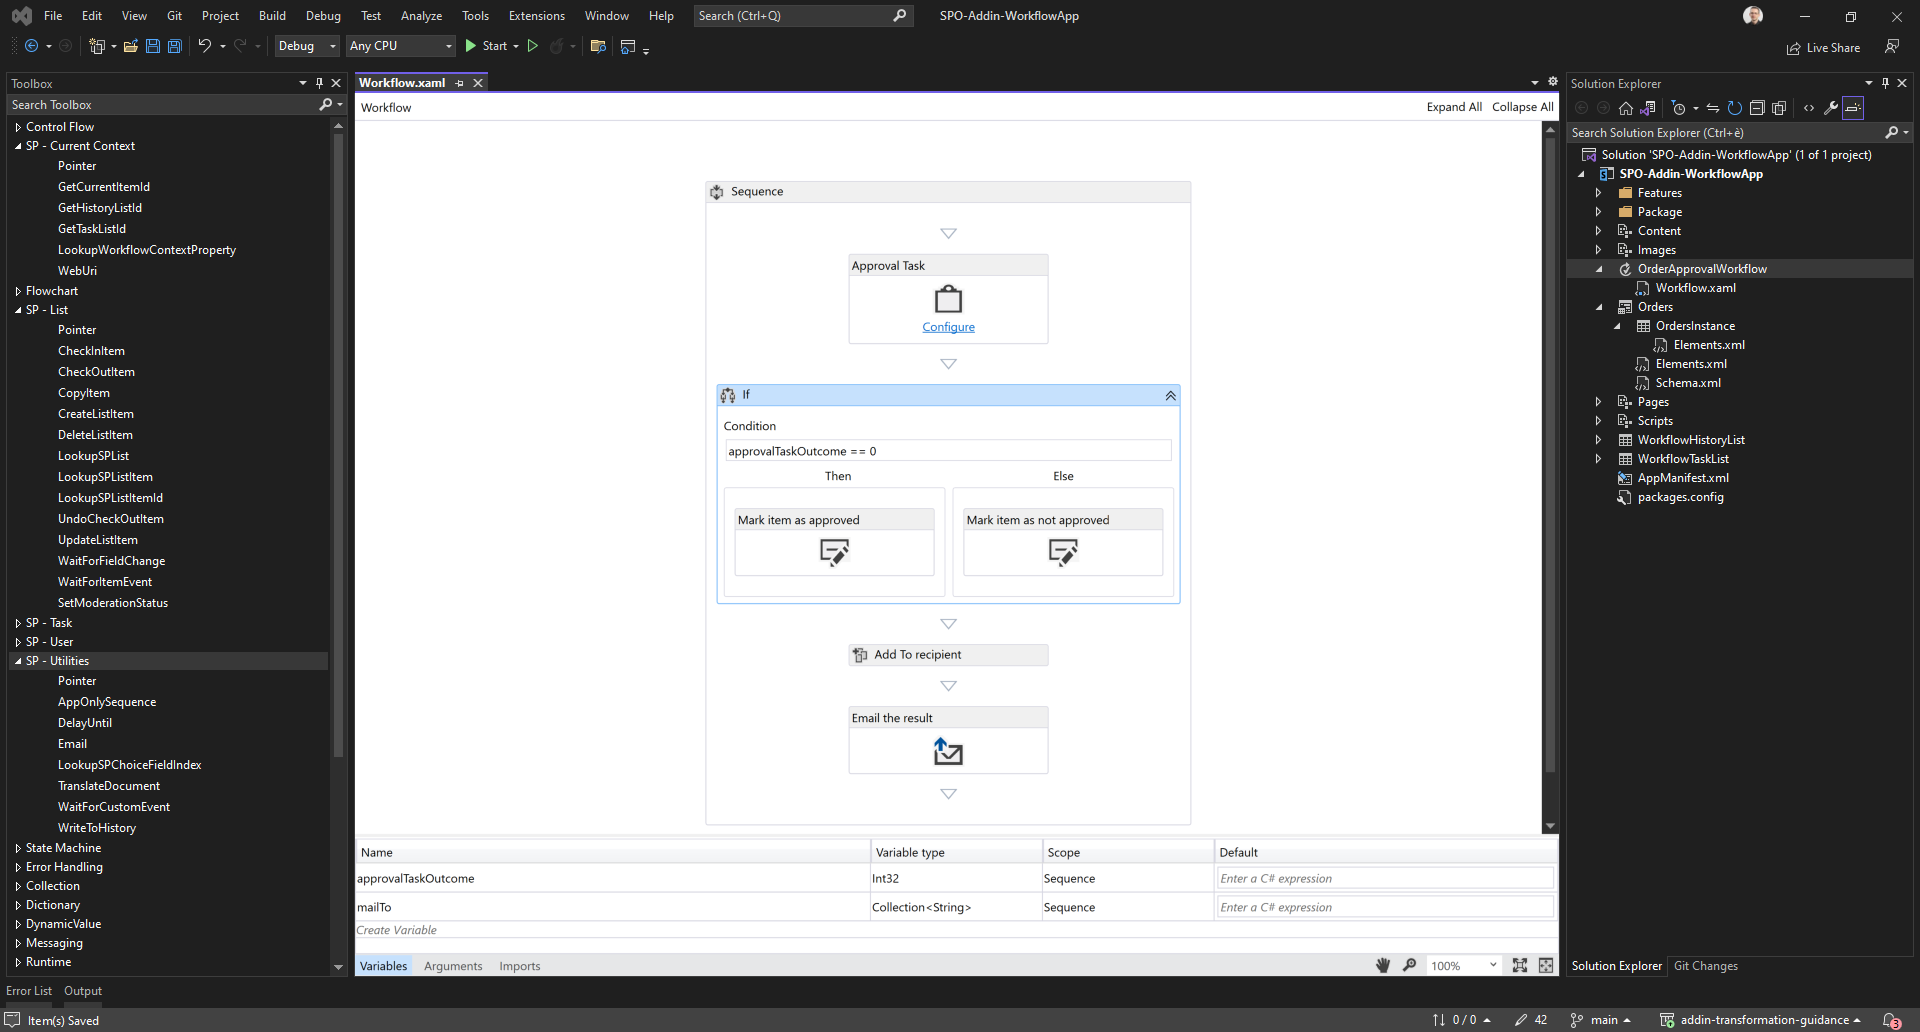 File Edit View Git Project Build Debug Test Analyze Tools Extensions Window Help Search (Ctrl+Q) SPO-Addin-WorkflowApp
Debug Any CPU Start Live Share
Toolbox
Search Toolbox
Control Flow
SP - Current Context
Pointer
GetCurrentItemId
GetHistoryListId
GetTaskListId
LookupWorkflowContextProperty
WebUri
Flowchart
SP - List
Pointer
CheckInItem
CheckOutItem
CopyItem
CreateListItem
DeleteListItem
LookupSPList
LookupSPListItem
LookupSPListItemId
UndoCheckOutItem
UpdateListItem
WaitForFieldChange
WaitForItemEvent
SetModerationStatus
SP - Task
SP - User
SP - Utilities
Pointer
AppOnlySequence
DelayUntil
Email
LookupSPChoiceFieldIndex
TranslateDocument
WaitForCustomEvent
WriteToHistory
State Machine
Error Handling
Collection
Dictionary
DynamicValue
Messaging
Runtime
Workflow.xaml
Workflow Expand All Collapse All
Sequence
Approval Task
Configure
If
Condition
approvalTaskOutcome == 0
Then Else
Mark item as approved Mark item as not approved
Add To recipient
Email the result
Name Variable type Scope Default
approvalTaskOutcome Int32 Sequence Enter a C# expression
mailTo Collection<String> Sequence Enter a C# expression
Create Variable
Variables Arguments Imports 100%
Solution Explorer
Search Solution Explorer (Ctrl+è)
Solution 'SPO-Addin-WorkflowApp' (1 of 1 project)
SPO-Addin-WorkflowApp
Features
Package
Content
Images
OrderApprovalWorkflow
Workflow.xaml
Orders
OrdersInstance
Elements.xml
Elements.xml
Schema.xml
Pages
Scripts
WorkflowHistoryList
WorkflowTaskList
AppManifest.xml
packages.config
Solution Explorer Git Changes
Error List Output
Item(s) Saved 0 / 0 42 main addin-transformation-guidance 3